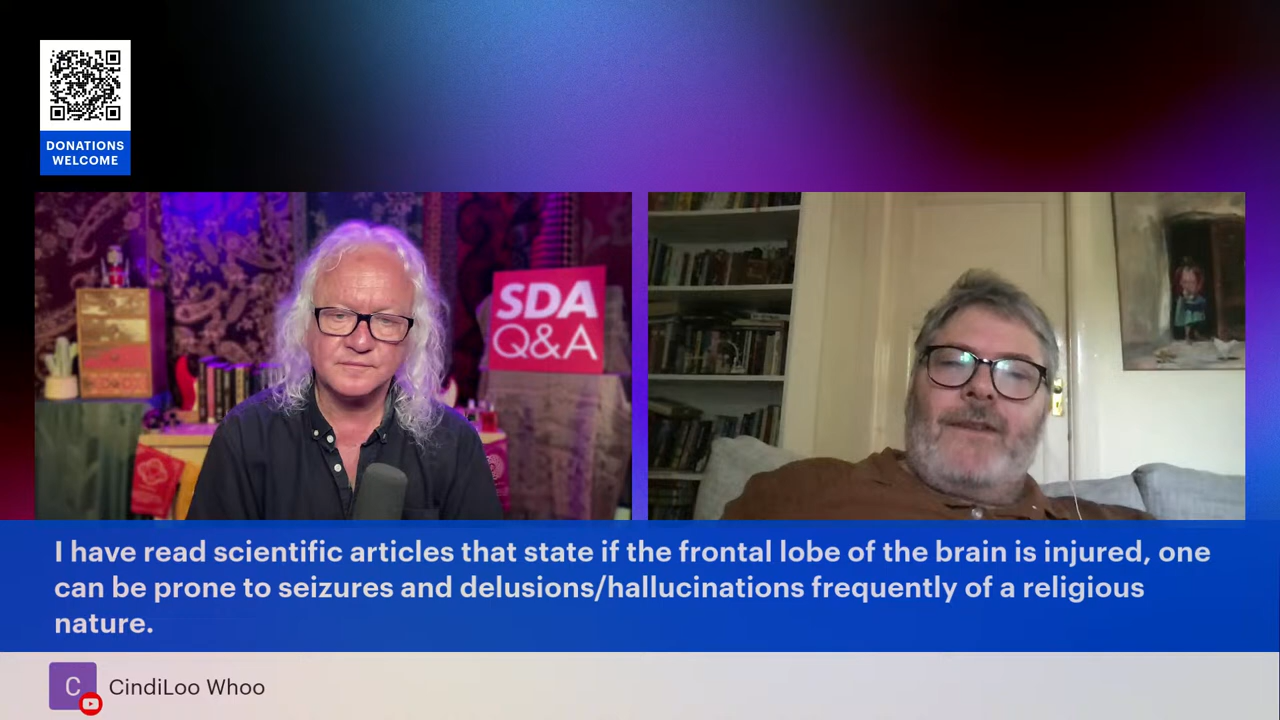 DONATIONS
WELCOME
SDA
Q&A
I have read scientific articles that state if the frontal lobe of the brain is injured, one
can be prone to seizures and delusions/hallucinations frequently of a religious
nature.
C
CindiLoo Whoo